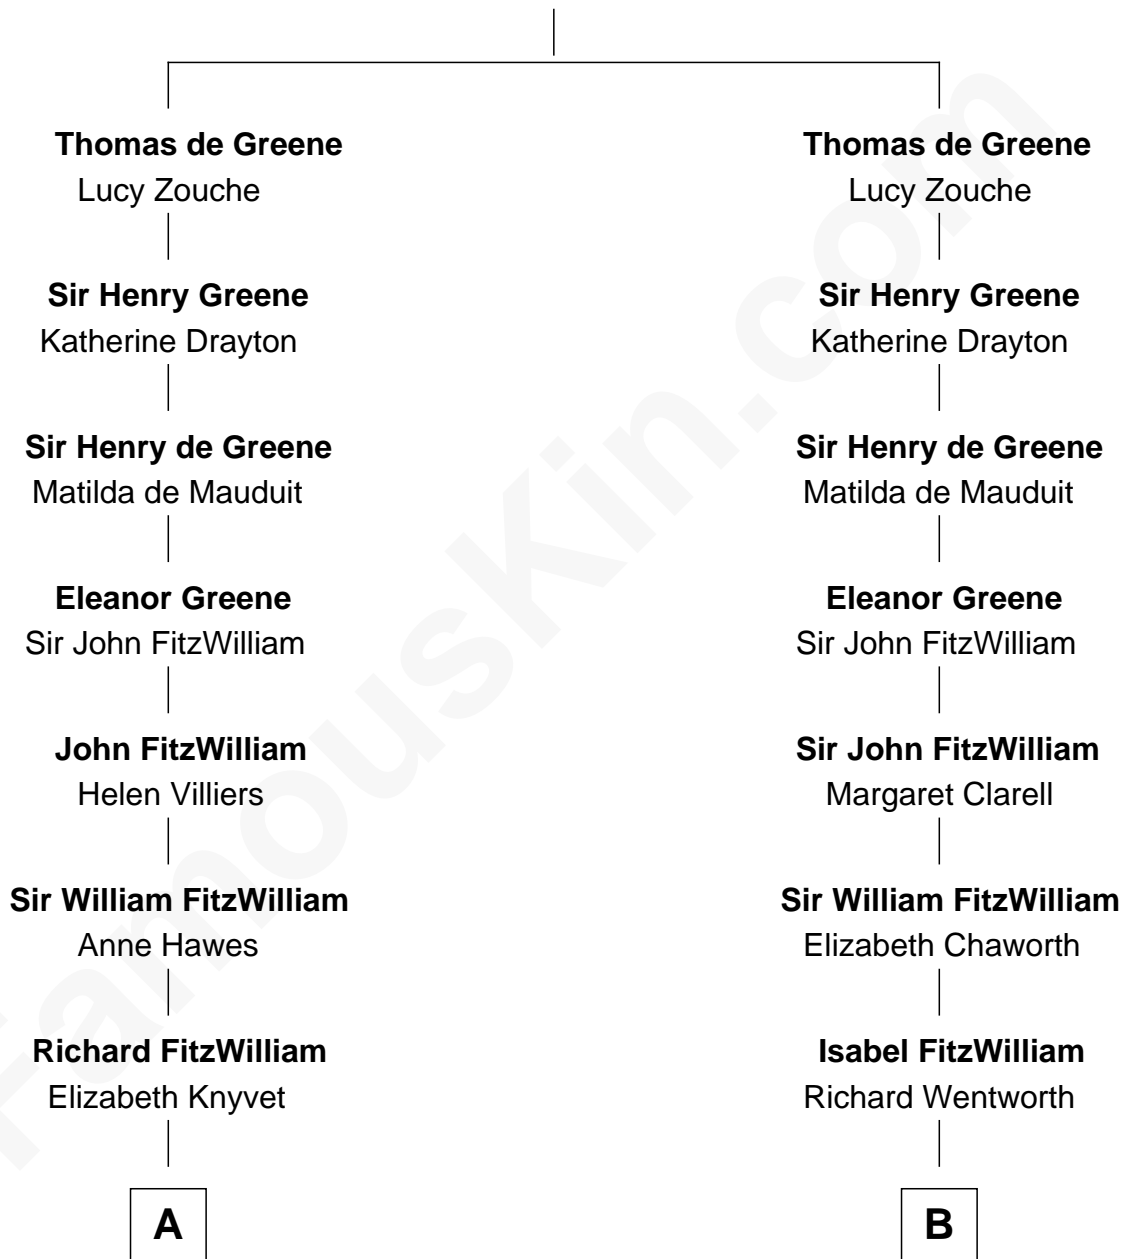 Thomas de Greene
Lucy Zouche
Sir Henry Greene
Katherine Drayton
Sir Henry de Greene
Matilda de Mauduit
Eleanor Greene
Sir John FitzWilliam
John FitzWilliam
Helen Villiers
Sir William FitzWilliam
Anne Hawes
Richard FitzWilliam
Elizabeth Knyvet
A
Thomas de Greene
Lucy Zouche
Sir Henry Greene
Katherine Drayton
Sir Henry de Greene
Matilda de Mauduit
Eleanor Greene
Sir John FitzWilliam
Sir John FitzWilliam
Margaret Clarell
Sir William FitzWilliam
Elizabeth Chaworth
Isabel FitzWilliam
Richard Wentworth
B
FamousKin.com